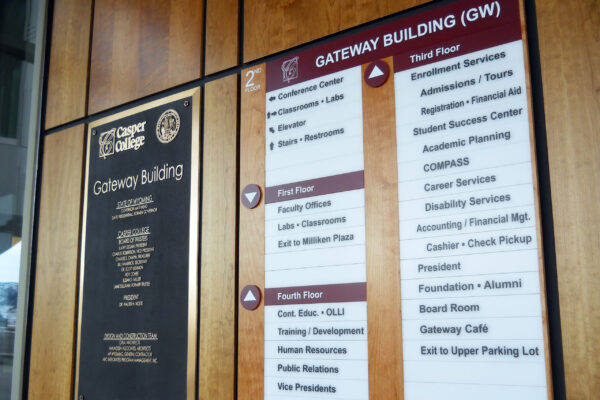 Casper
College
Gateway Building
STATE OF WYOMING
CASPER COLLEGE
BOARD OF TRUSTEES
PRESIDENT
DESIGN AND CONSTRUCTION TEAM
GATEWAY BUILDING (GW)
2ND
FLOOR
Conference Center
Classrooms • Labs
Elevator
Stairs • Restrooms
First Floor
Faculty Offices
Labs • Classrooms
Exit to Milliken Plaza
Fourth Floor
Cont. Educ. • OLLI
Training / Development
Human Resources
Public Relations
Vice Presidents
Third Floor
Enrollment Services
Admissions / Tours
Registration • Financial Aid
Student Success Center
Academic Planning
COMPASS
Career Services
Disability Services
Accounting / Financial Mgt.
Cashier • Check Pickup
President
Foundation • Alumni
Board Room
Gateway Café
Exit to Upper Parking Lot